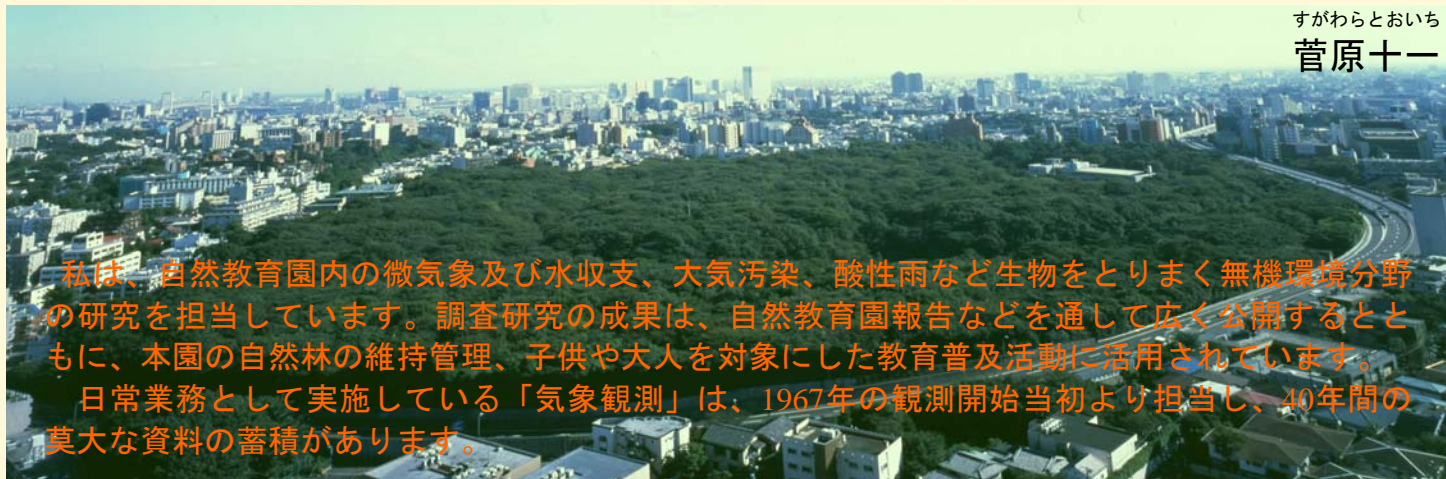 すがわらとおいち
菅原十一
私は、自然教育園内の微気象及び水収支、大気汚染、酸性雨など生物をとりまく無機環境分野
の研究を担当しています。調査研究の成果は、自然教育園報告などを通して広く公開するとと
もに、本園の自然林の維持管理、子供や大人を対象にした教育普及活動に活用されています。
日常業務として実施している「気象観測」は、1967年の観測開始当初より担当し、40年間の
莫大な資料の蓄積があります。